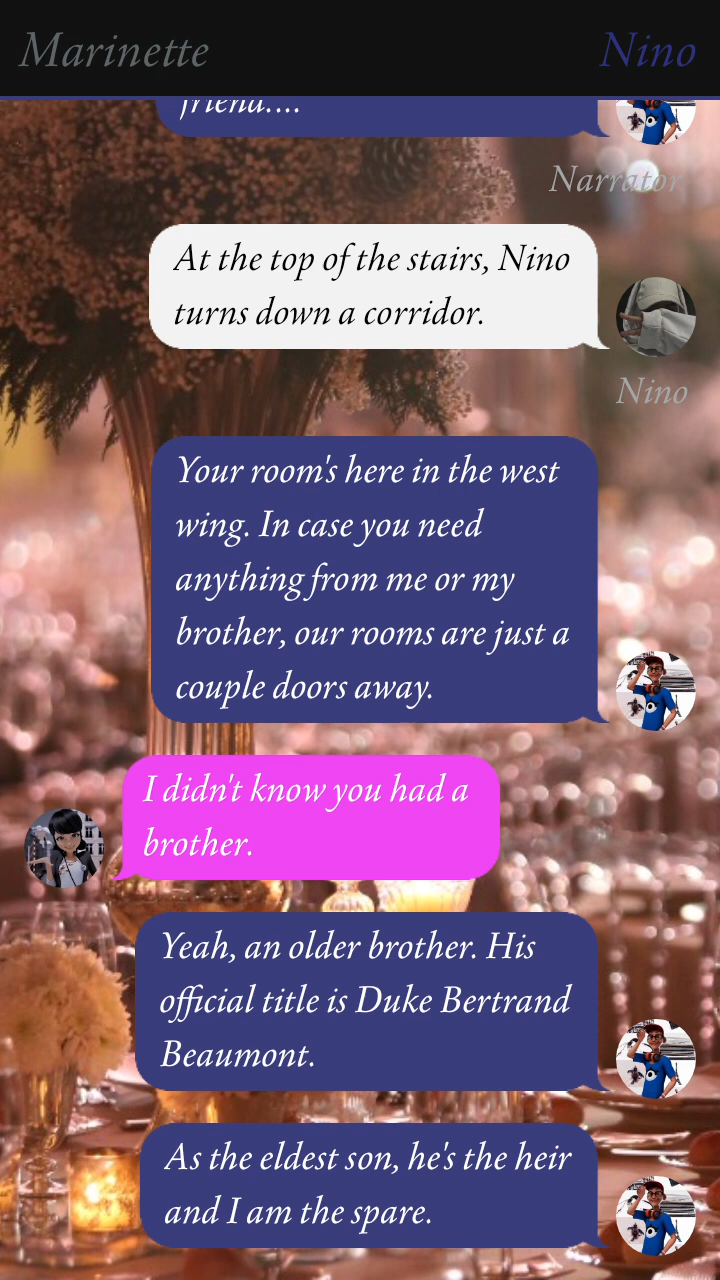 Marinette
Nino
friend....
Narrator
At the top of the stairs, Nino
turns down a corridor.
Nino
Your room's here in the west
wing. In case you need
anything from me or my
brother, our rooms are just a
couple doors away.
I didn't know you had a
brother.
Yeah, an older brother. His
official title is Duke Bertrand
Beaumont.
As the eldest son, he's the heir
and I am the spare.